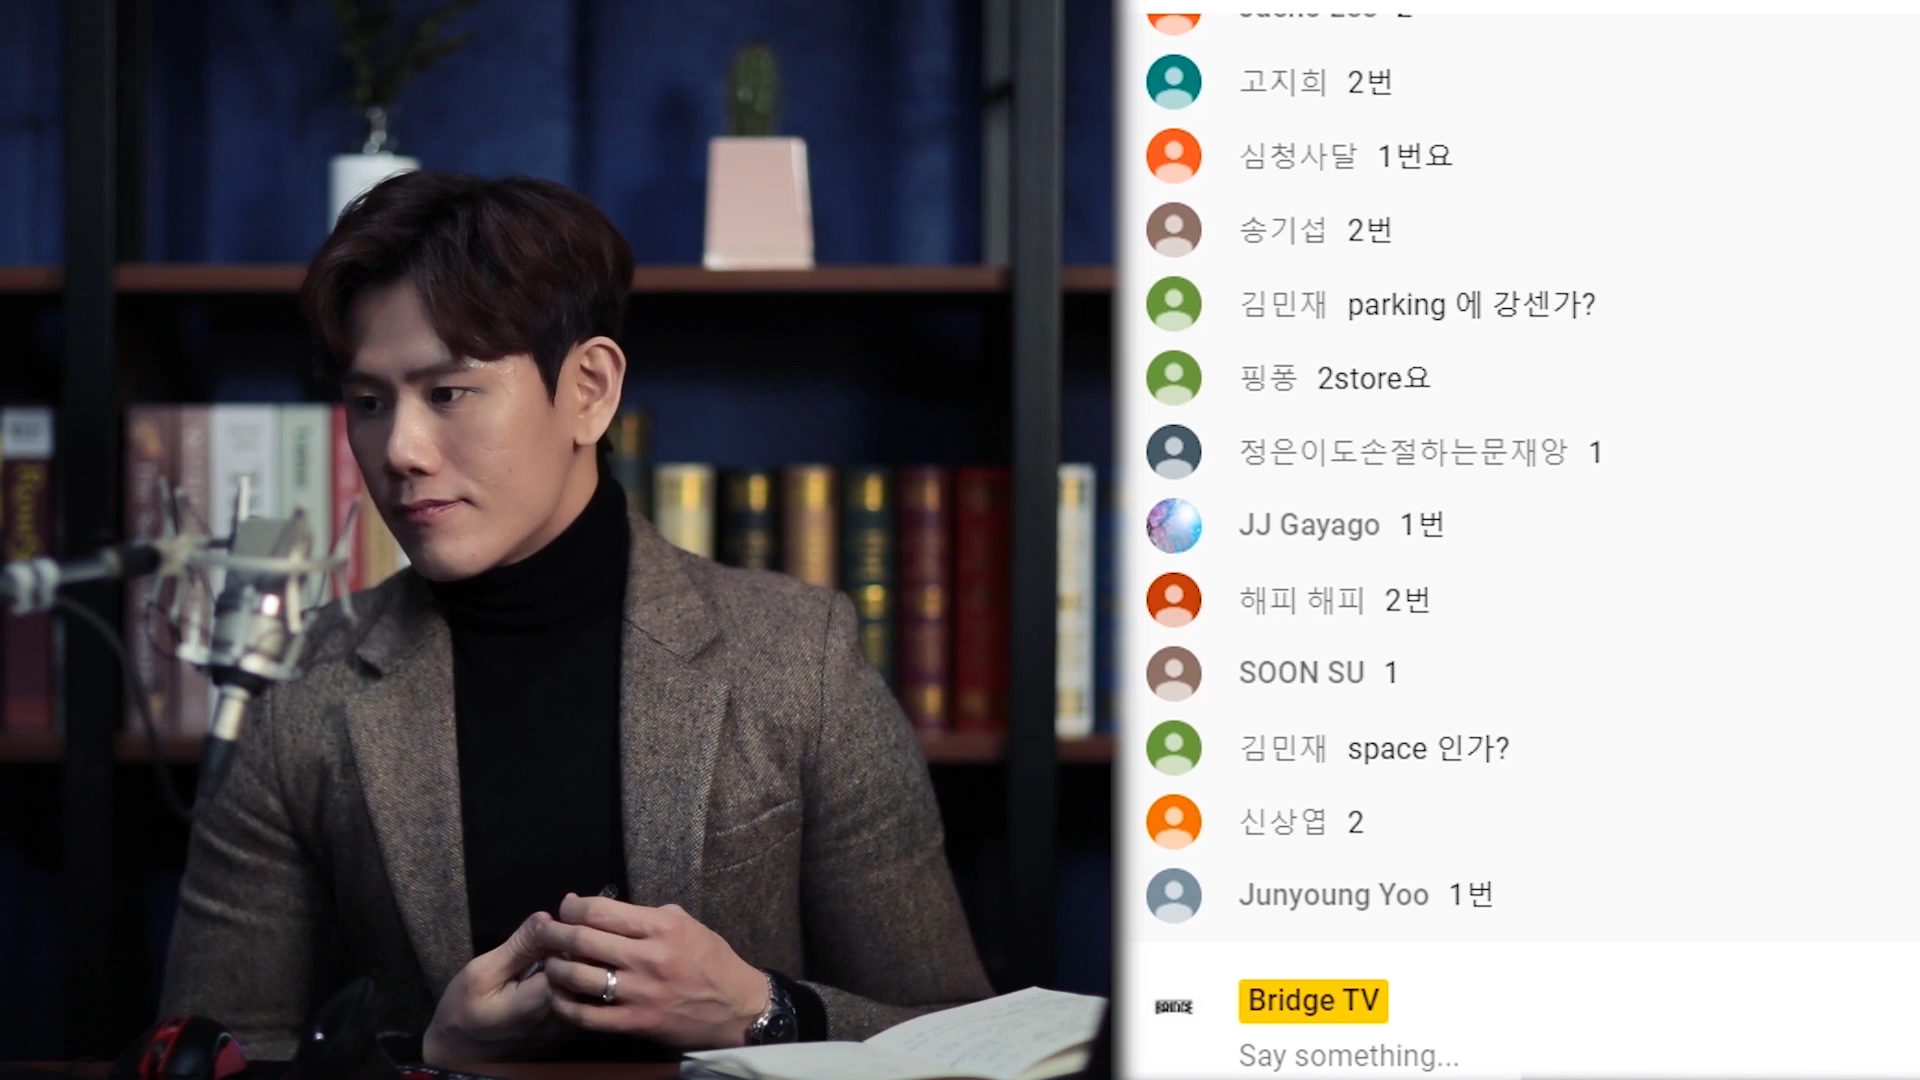 고지희 2번
심청사달 1번요
송기섭 2번
김민재 parking 에 강센가?
핑퐁 2store요
정은이도손절하는문재앙 1
JJ Gayago 1번
해피 해피 2번
SOON SU 1
김민재 space 인가?
신상엽 2
Junyoung Yoo 1번
BRIDGE
Bridge TV
Say something...